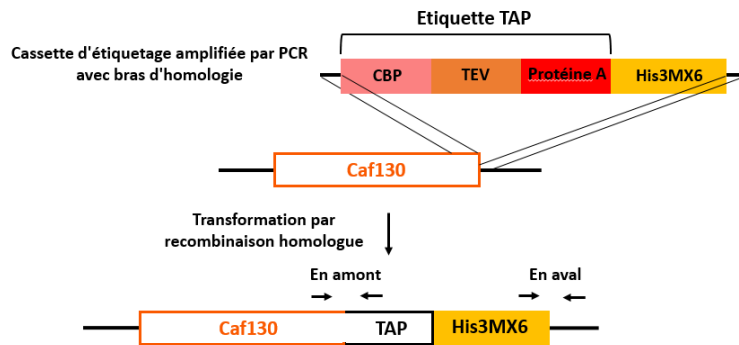 Etiquette TAP
Cassette d'étiquetage amplifiée par PCR
avec bras d'homologie
CBP TEV Protéine A His3MX6
Caf130
Transformation par
recombinaison homologue
En amont En aval
Caf130 TAP His3MX6